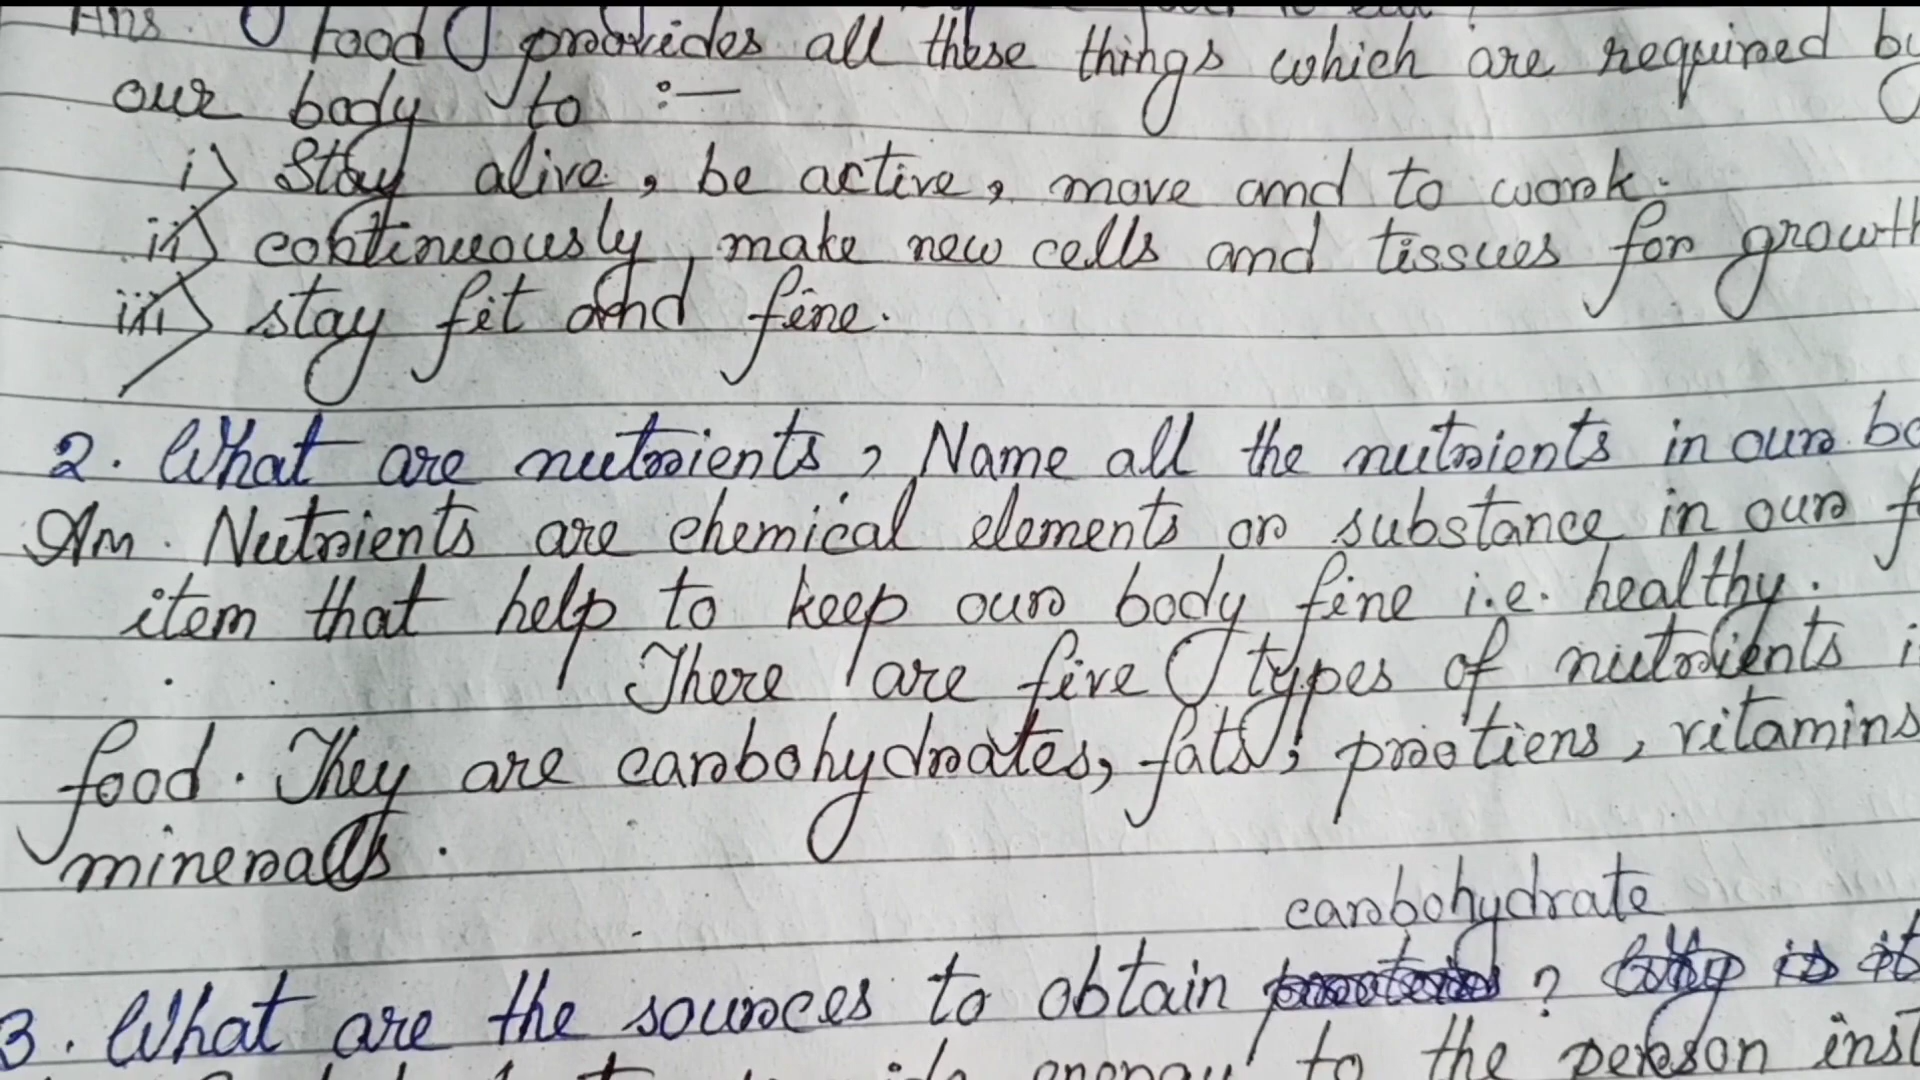 Ans. food provides all these things which are required by
our body to :—
i) Stay alive, be active, move and to work.
ii) continuously make new cells and tissues for growth
iii) stay fit and fine.
2. What are nutrients, Name all the nutrients in our
Ans. Nutrients are chemical elements or substance in our
item that help to keep our body fine i.e. healthy.
There are five types of nutrients
food. They are carbohydrates, fats, protiens, vitamins
minerals.
carbohydrate
3. What are the sources to obtain ?
to the person